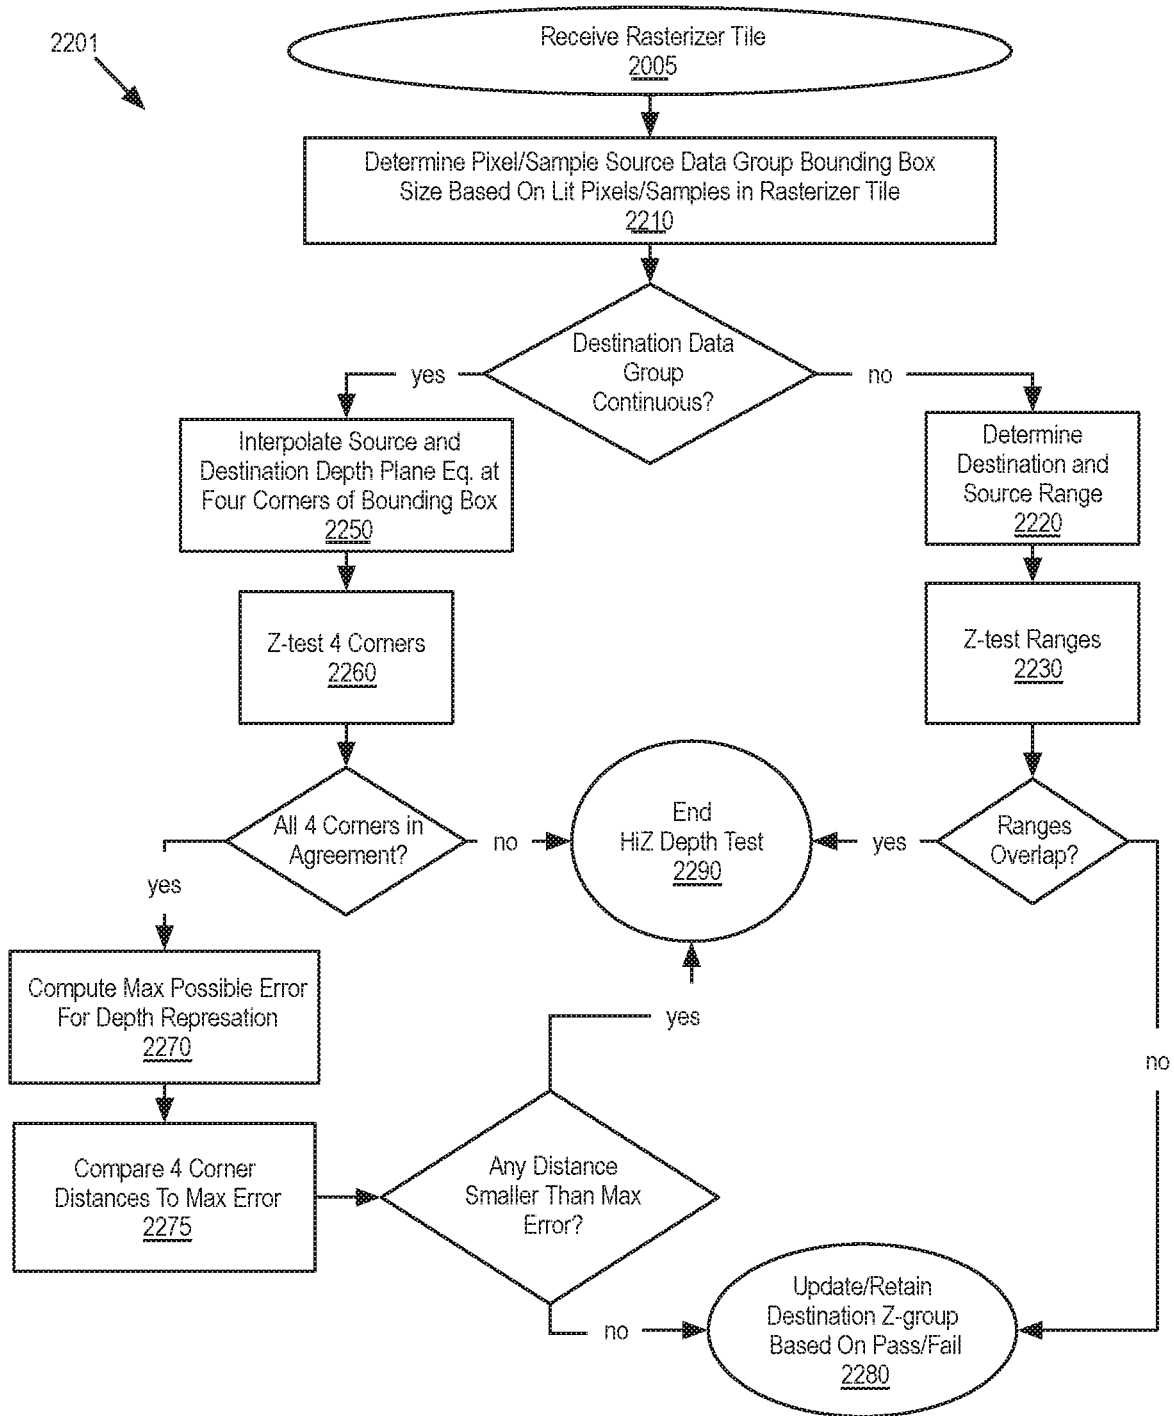 2201
Receive Rasterizer Tile
2005
Determine Pixel/Sample Source Data Group Bounding Box
Size Based On Lit Pixels/Samples in Rasterizer Tile
2210
Destination Data
Group
Continuous?
yes
no
Interpolate Source and
Destination Depth Plane Eq. at
Four Corners of Bounding Box
2250
Determine
Destination and
Source Range
2220
Z-test 4 Corners
2260
Z-test Ranges
2230
All 4 Corners in
Agreement?
no
End
HiZ Depth Test
2290
yes
Ranges
Overlap?
yes
Compute Max Possible Error
For Depth Represation
2270
yes
no
Compare 4 Corner
Distances To Max Error
2275
Any Distance
Smaller Than Max
Error?
no
Update/Retain
Destination Z-group
Based On Pass/Fail
2280